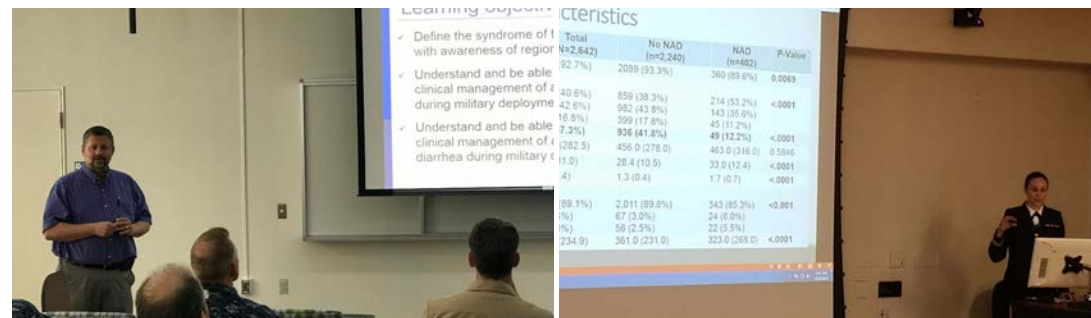 Learning objectiv
✓ Define the syndrome of t
with awareness of region
✓ Understand and be able
clinical management of a
during military deployme
✓ Understand and be able
clinical management of a
diarrhea during military d
cteristics
Total No NAD NAD P-Value
N=2,642) (n=2,240) (n=402)
92.7%) 2089 (93.3%) 360 (89.6%) 0.0069
40.6%) 859 (38.3%) 214 (53.2%) <.0001
42.6%) 982 (43.8%) 143 (35.6%)
16.8%) 399 (17.8%) 45 (11.2%)
7.3%) 936 (41.8%) 49 (12.2%) <.0001
(282.5) 456.0 (278.0) 463.0 (316.0) 0.5846
11.0) 28.4 (10.5) 33.0 (12.4) <.0001
.4) 1.3 (0.4) 1.7 (0.7) <.0001
89.1%) 2,011 (89.8%) 343 (85.3%) <0.001
%) 67 (3.0%) 24 (6.0%)
%) 56 (2.5%) 22 (5.5%)
234.9) 361.0 (231.0) 323.0 (268.0) <.0001